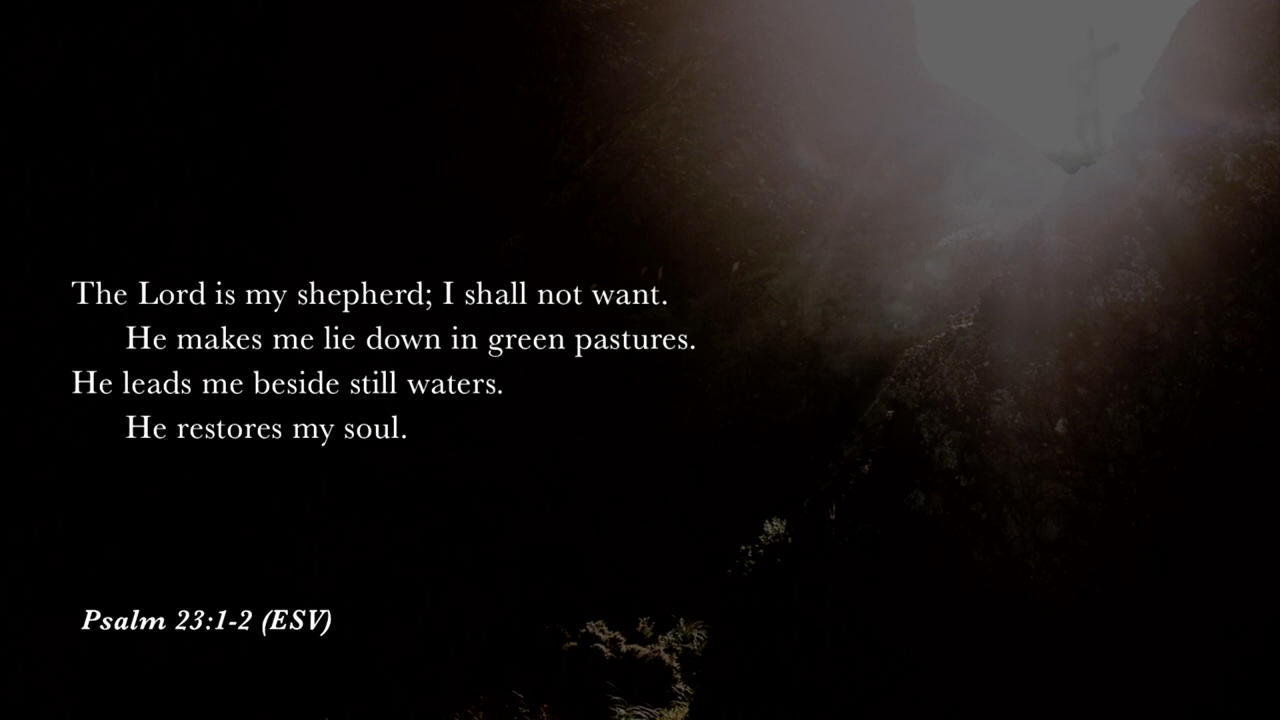 The Lord is my shepherd; I shall not want.
He makes me lie down in green pastures.
He leads me beside still waters.
He restores my soul.
Psalm 23:1-2 (ESV)